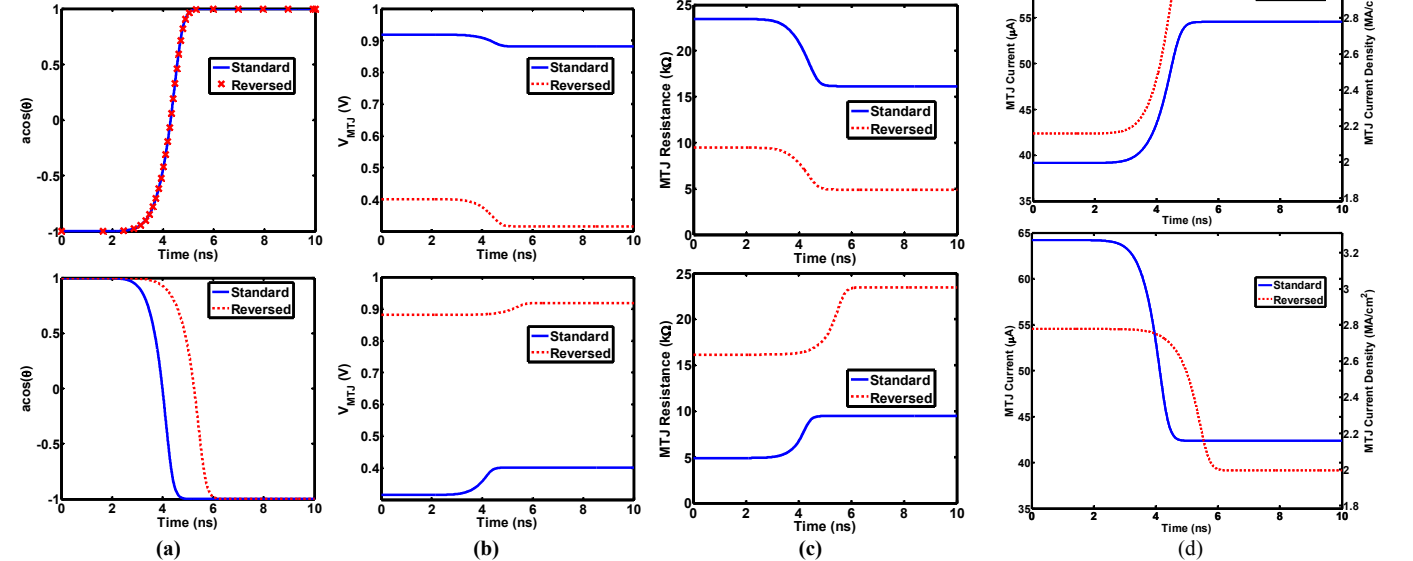 1
0.5
0
-0.5
-1
acos(θ)
0 2 4 6 8 10
Time (ns)
Standard
Reversed
1
0.9
0.8
0.7
0.6
0.5
0.4
V_MTJ (V)
0 2 4 6 8 10
Time (ns)
Standard
Reversed
25
20
15
10
5
0
MTJ Resistance (kΩ)
0 2 4 6 8 10
Time (ns)
Standard
Reversed
55
50
45
40
35
MTJ Current (µA)
0 2 4 6 8 10
Time (ns)
2.8
2.6
2.4
2.2
2
1.8
MTJ Current Density (MA/c
1
0.5
0
-0.5
-1
acos(θ)
0 2 4 6 8 10
Time (ns)
Standard
Reversed
1
0.9
0.8
0.7
0.6
0.5
0.4
V_MTJ (V)
0 2 4 6 8 10
Time (ns)
Standard
Reversed
25
20
15
10
5
0
MTJ Resistance (kΩ)
0 2 4 6 8 10
Time (ns)
Standard
Reversed
65
60
55
50
45
40
35
MTJ Current (µA)
0 2 4 6 8 10
Time (ns)
Standard
Reversed
3.2
3
2.8
2.6
2.4
2.2
2
1.8
MTJ Current Density (MA/cm²)
(a) (b) (c) (d)